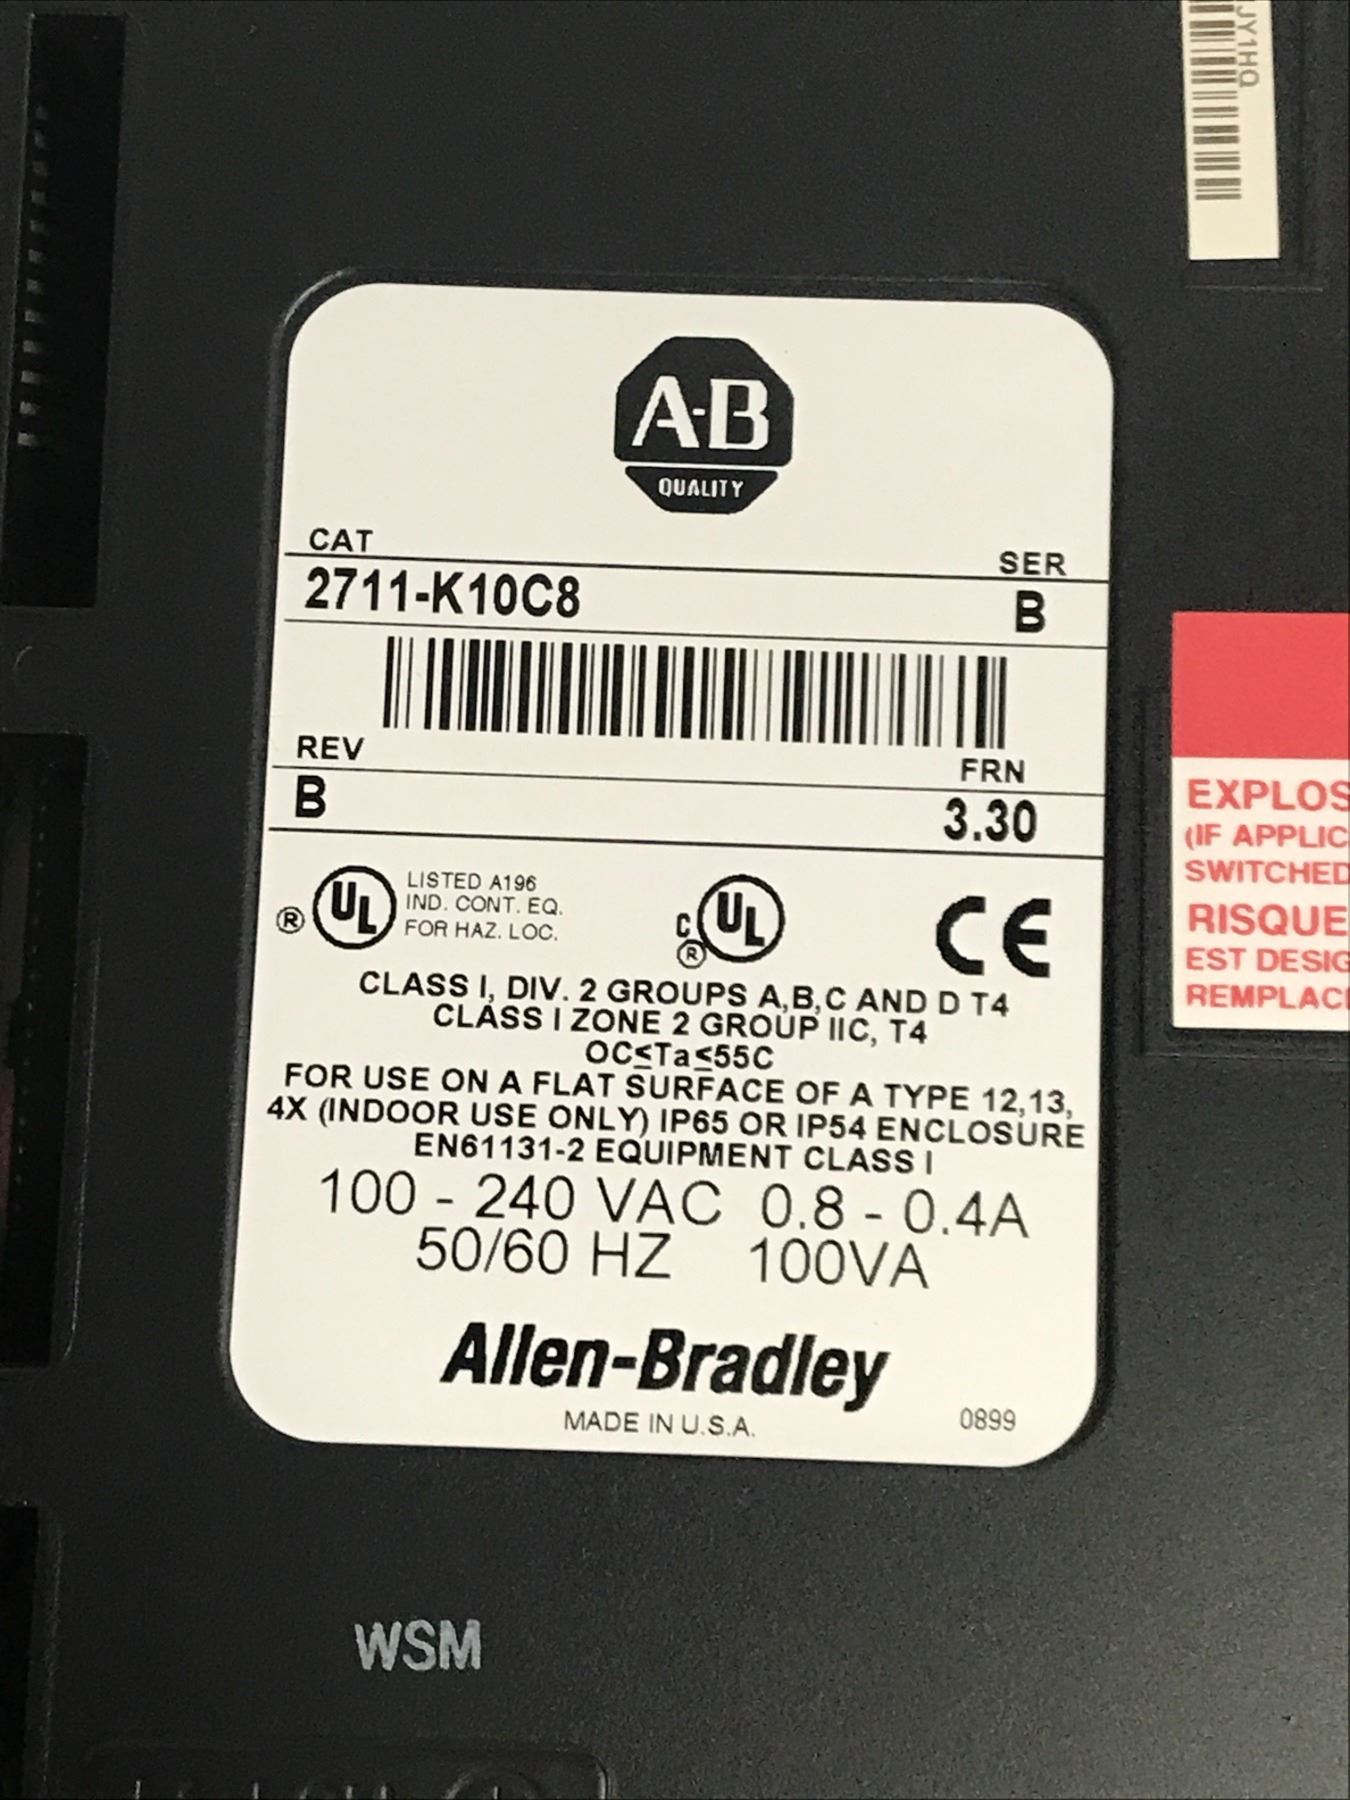 JY1HQ
A-B
QUALITY
CAT
SER
2711-K10C8
B
REV
FRN
B
3.30
® UL LISTED A196
IND. CONT. EQ.
FOR HAZ. LOC.
C UL ®
CE
CLASS I, DIV. 2 GROUPS A,B,C AND D T4
CLASS I ZONE 2 GROUP IIC, T4
OC≤Ta≤55C
FOR USE ON A FLAT SURFACE OF A TYPE 12,13,
4X (INDOOR USE ONLY) IP65 OR IP54 ENCLOSURE
EN61131-2 EQUIPMENT CLASS I
100 - 240 VAC 0.8 - 0.4A
50/60 HZ 100VA
Allen-Bradley
MADE IN U.S.A.
0899
EXPLOS
(IF APPLIC
SWITCHED
RISQUE
EST DESIG
REMPLAC
WSM